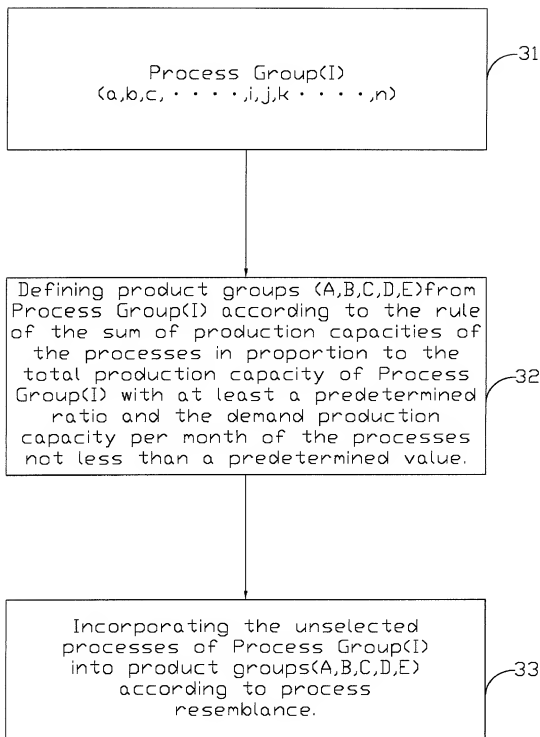 Process Group(I)
(a,b,c,····,i,j,k····,n)
31
Defining product groups (A,B,C,D,E)from
Process Group(I) according to the rule
of the sum of production capacities of
the processes in proportion to the
total production capacity of Process
Group(I) with at least a predetermined
ratio and the demand production
capacity per month of the processes
not less than a predetermined value.
32
Incorporating the unselected
processes of Process Group(I)
into product groups(A,B,C,D,E)
according to process
resemblance.
33